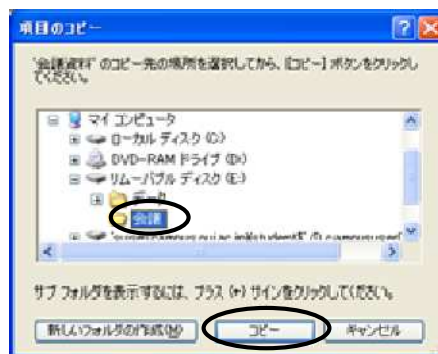 項目のコピー
'会議資料' のコピー先の場所を選択してから、[コピー] ボタンをクリックし
てください。
マイ コンピュータ
ローカル ディスク (C:)
DVD-RAM ドライブ (D:)
リムーバブル ディスク (E:)
データ
会議
サブ フォルダを表示するには、プラス (+) サインをクリックしてください。
新しいフォルダの作成(M)
コピー
キャンセル